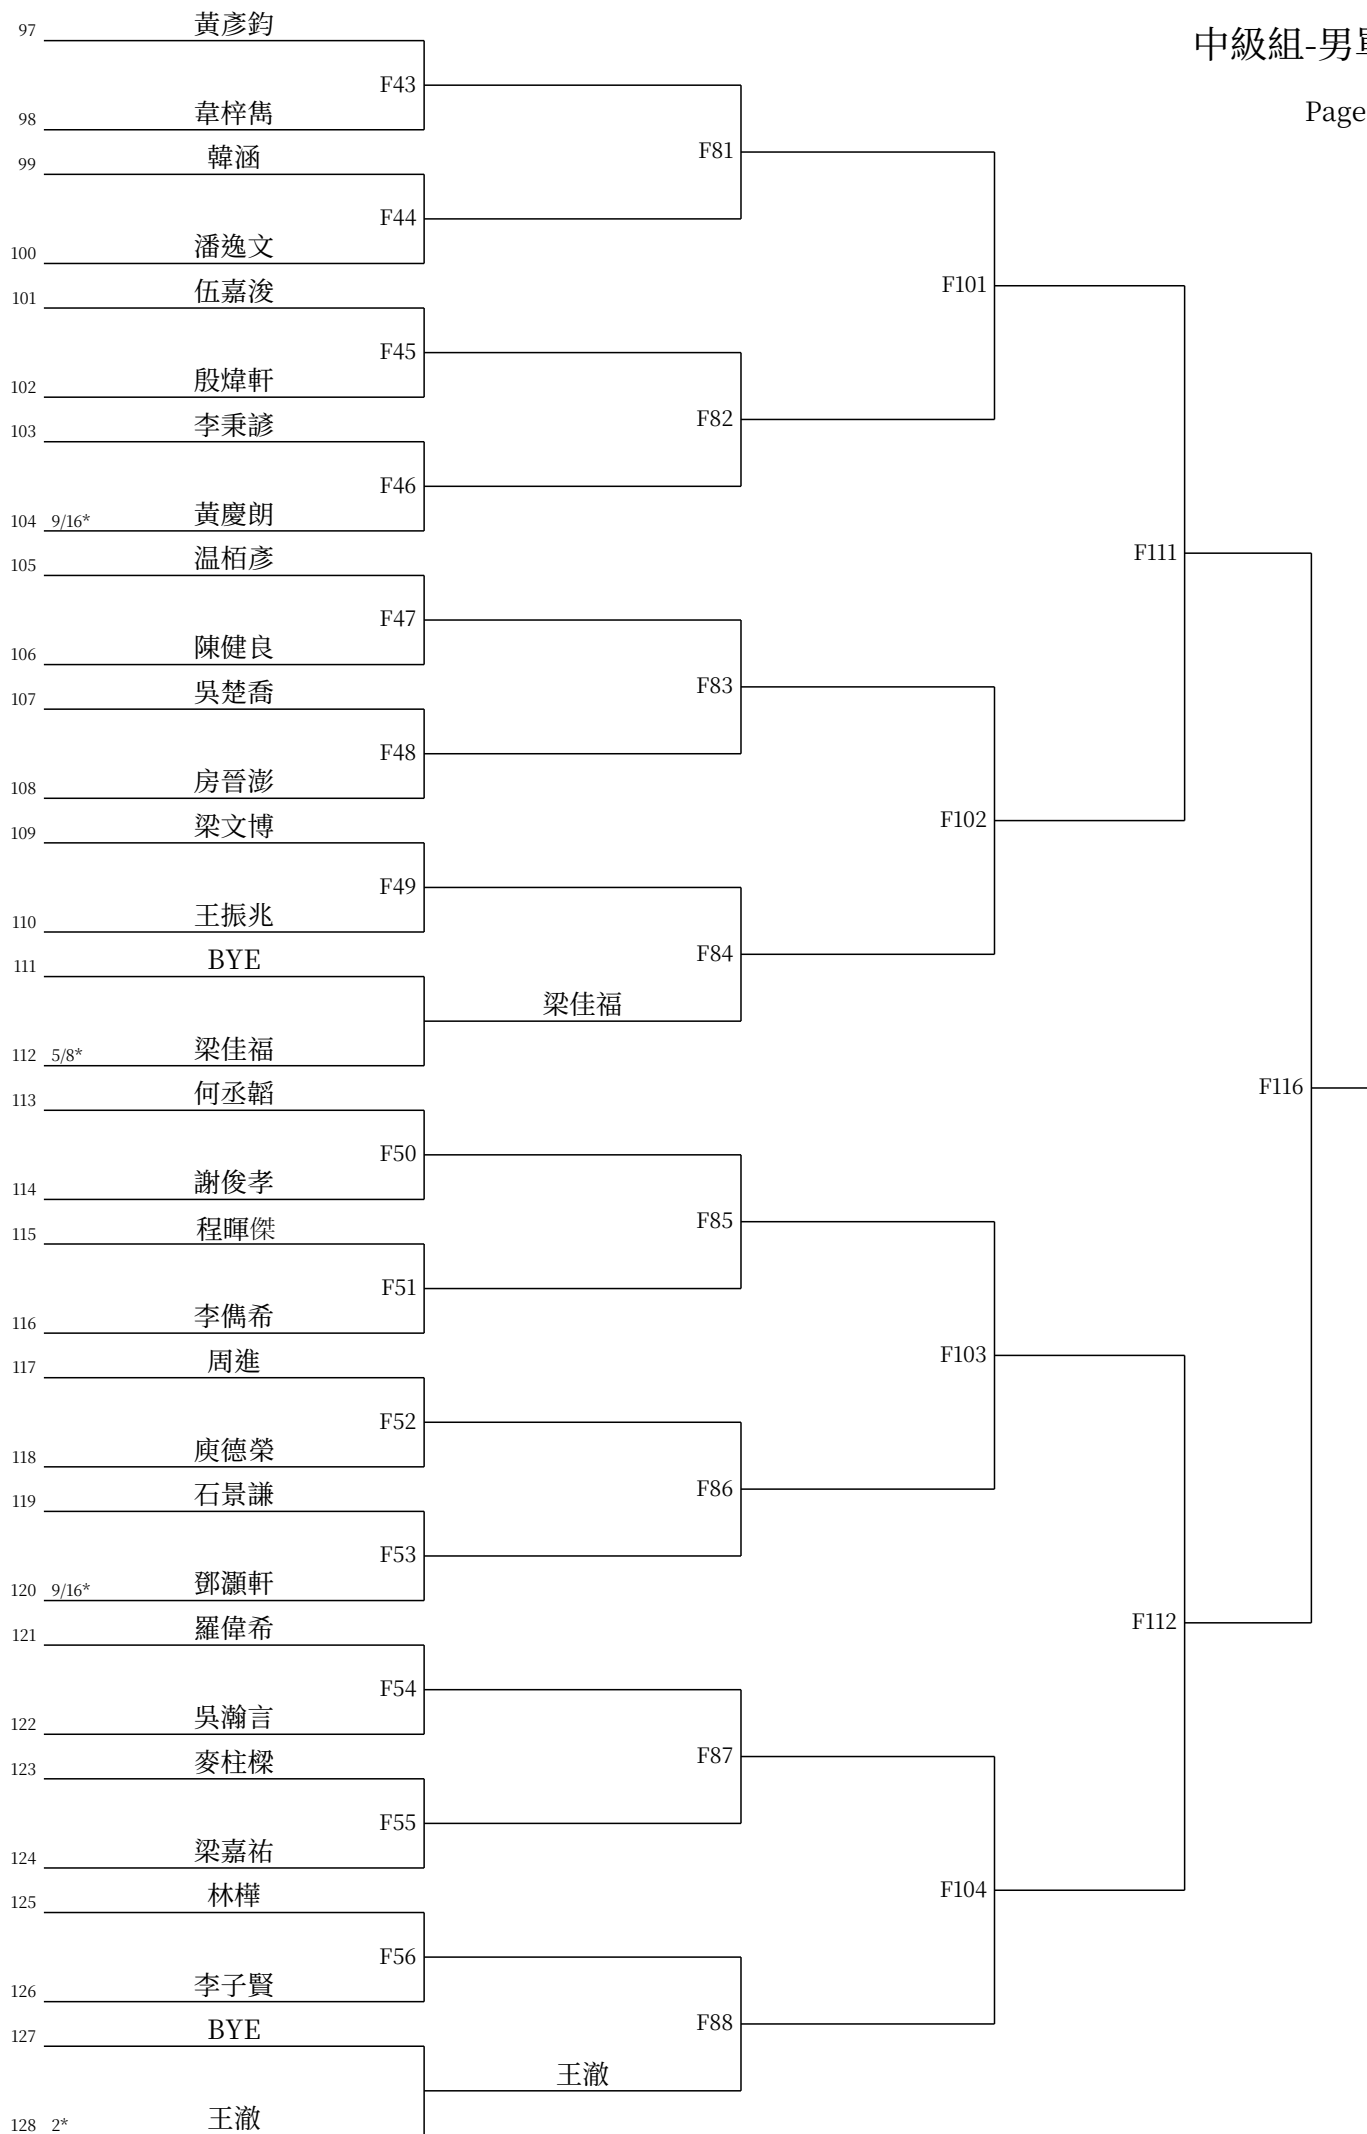 中級組-男
Page
97 黃彥鈞
F43
98 韋梓雋
F81
99 韓涵
F44
100 潘逸文
F101
101 伍嘉浚
F45
102 殷煒軒
F82
103 李秉諺
F46
104 9/16* 黃慶朗
F111
105 温栢彥
F47
106 陳健良
F83
107 吳楚喬
F48
108 房晉澎
F102
109 梁文博
F49
110 王振兆
F84
111 BYE
梁佳福
112 5/8* 梁佳福
F116
113 何丞韜
F50
114 謝俊孝
F85
115 程暉傑
F51
116 李儁希
F103
117 周進
F52
118 庾德榮
F86
119 石景謙
F53
120 9/16* 鄧灝軒
F112
121 羅偉希
F54
122 吳瀚言
F87
123 麥柱樑
F55
124 梁嘉祐
F104
125 林樺
F56
126 李子賢
F88
127 BYE
王澈
128 2* 王澈